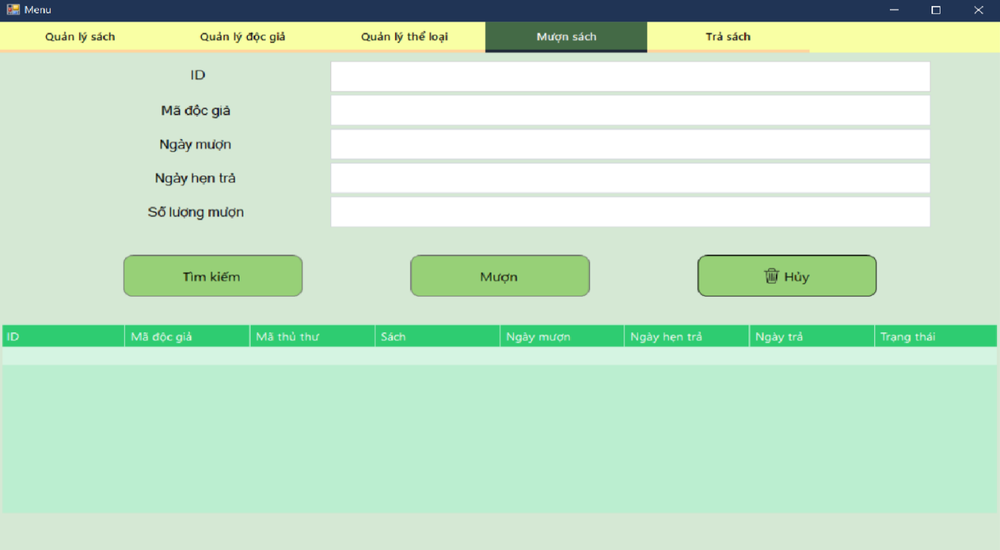 Menu
Quản lý sách Quản lý độc giả Quản lý thể loại Mượn sách Trả sách
ID
Mã độc giả
Ngày mượn
Ngày hẹn trả
Số lượng mượn
Tìm kiếm Mượn Hủy
ID Mã độc giả Mã thủ thư Sách Ngày mượn Ngày hẹn trả Ngày trả Trạng thái